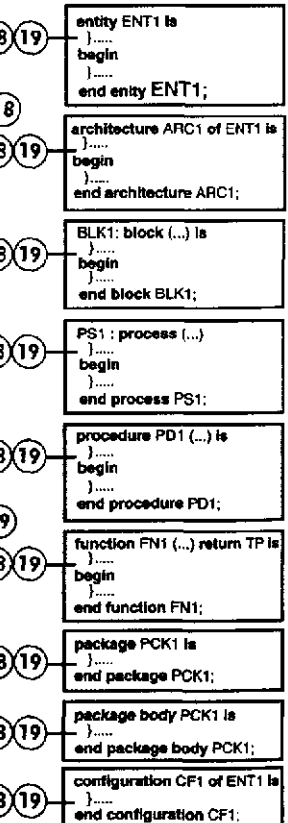 entity ENT1 is
8 19 }.....
begin
}.....
end enity ENT1;
8
architecture ARC1 of ENT1 is
8 19 }.....
begin
}.....
end architecture ARC1;
BLK1: block (...) is
8 19 }.....
begin
}.....
end block BLK1;
PS1 : process (...)
8 19 }.....
begin
}.....
end process PS1;
procedure PD1 (...) is
8 19 }.....
begin
}.....
end procedure PD1;
9
function FN1 (...) return TP is
8 19 }.....
begin
}.....
end function FN1;
package PCK1 is
8 19 }.....
end package PCK1;
package body PCK1 is
8 19 }.....
end package body PCK1;
configuration CF1 of ENT1 is
8 19 }.....
end configuration CF1;